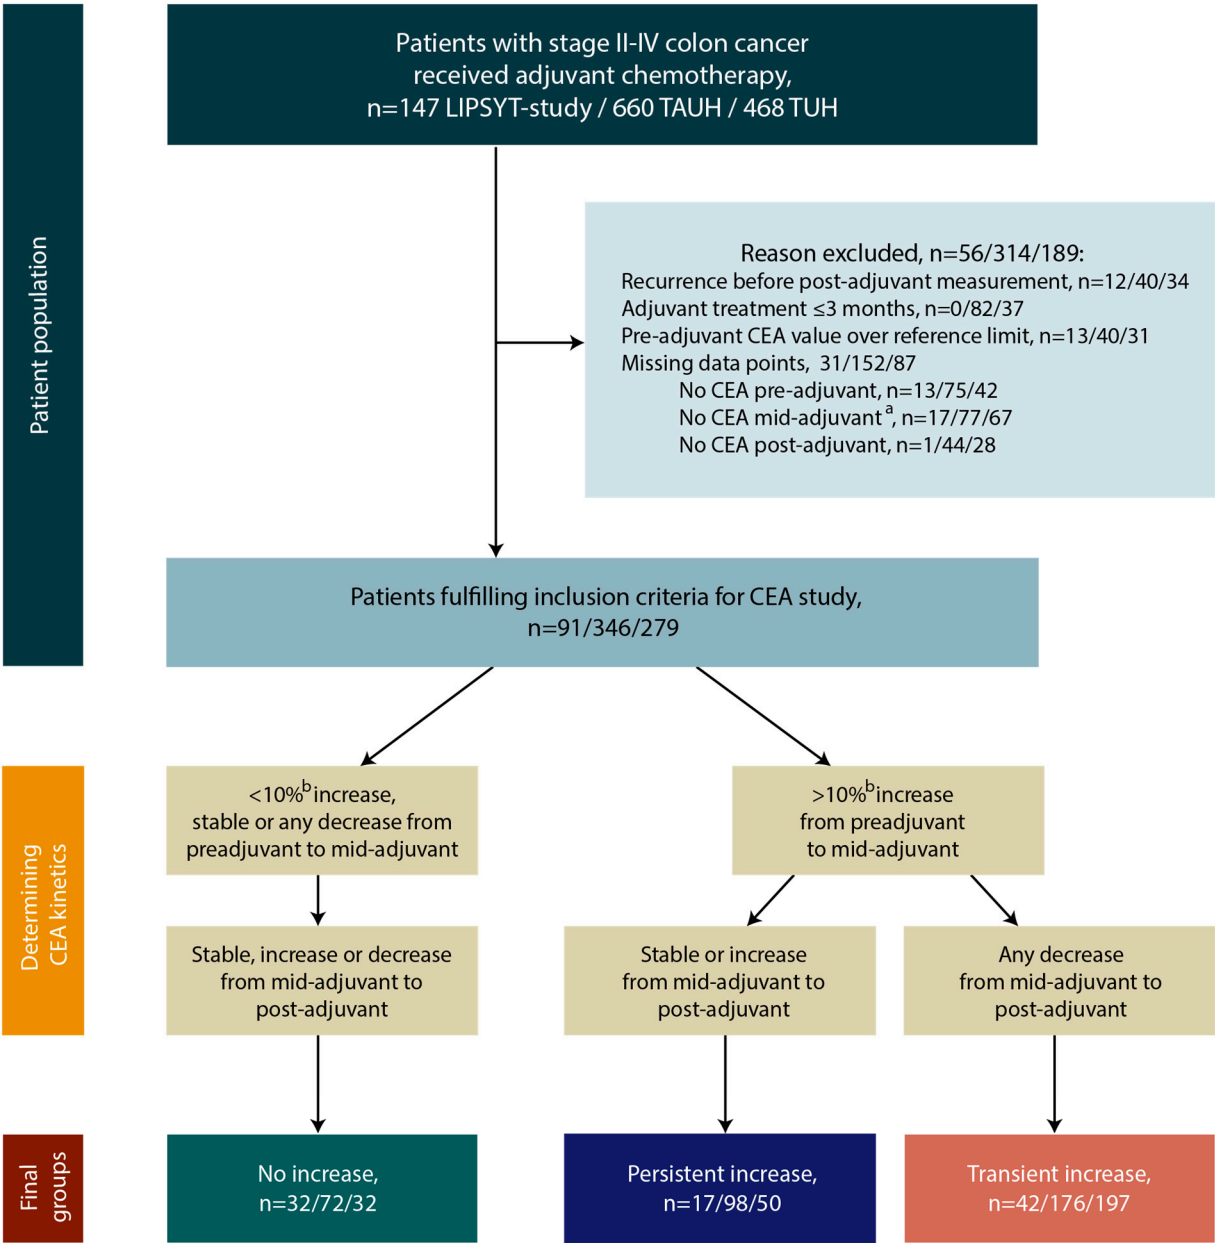 Patient population
Patients with stage II-IV colon cancer
received adjuvant chemotherapy,
n=147 LIPSYT-study / 660 TAUH / 468 TUH
Reason excluded, n=56/314/189:
Recurrence before post-adjuvant measurement, n=12/40/34
Adjuvant treatment ≤3 months, n=0/82/37
Pre-adjuvant CEA value over reference limit, n=13/40/31
Missing data points, 31/152/87
No CEA pre-adjuvant, n=13/75/42
No CEA mid-adjuvant a, n=17/77/67
No CEA post-adjuvant, n=1/44/28
Patients fulfilling inclusion criteria for CEA study,
n=91/346/279
Determining
CEA kinetics
<10%b increase,
stable or any decrease from
preadjuvant to mid-adjuvant
>10%b increase
from preadjuvant
to mid-adjuvant
Stable, increase or decrease
from mid-adjuvant to
post-adjuvant
Stable or increase
from mid-adjuvant to
post-adjuvant
Any decrease
from mid-adjuvant to
post-adjuvant
Final
groups
No increase,
n=32/72/32
Persistent increase,
n=17/98/50
Transient increase,
n=42/176/197